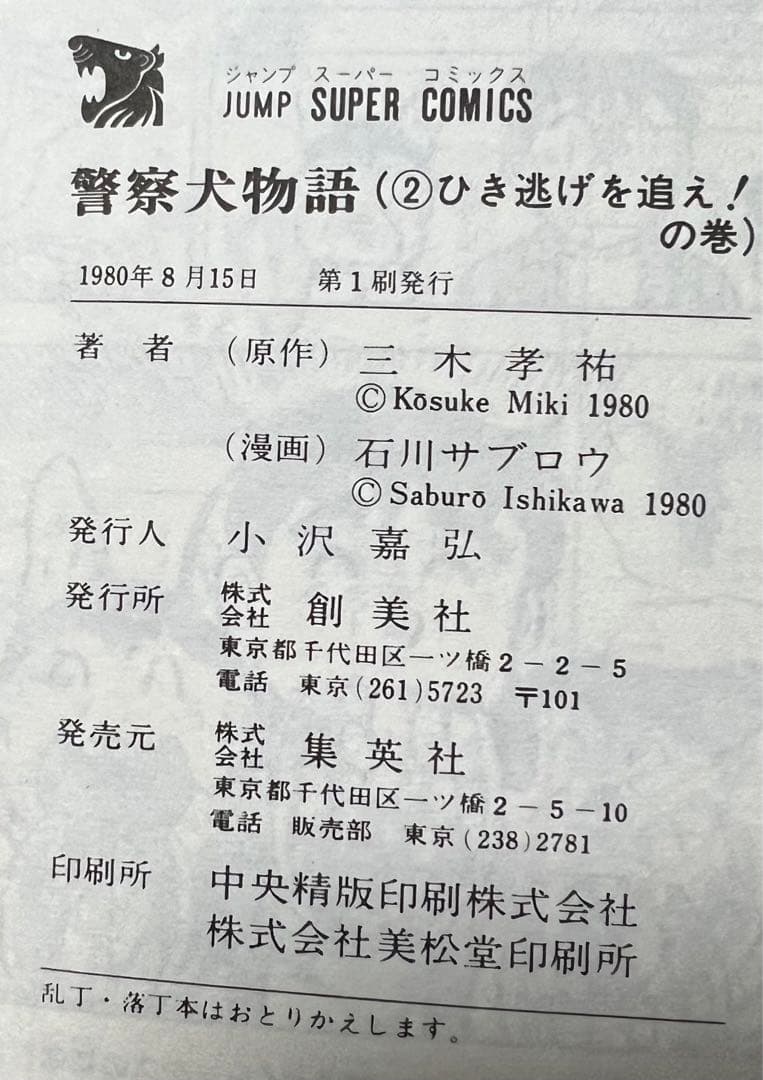 ジャンプ スーパー コミックス
JUMP SUPER COMICS
警察犬物語(②ひき逃げを追え!
の巻)
1980年8月15日 第1刷発行
著者 (原作) 三木孝祐
©Kōsuke Miki 1980
(漫画) 石川サブロウ
©Saburō Ishikawa 1980
発行人 小沢嘉弘
発行所 株式会社 創美社
東京都千代田区一ツ橋2-2-5
電話 東京(261)5723 〒101
発売元 株式会社 集英社
東京都千代田区一ツ橋2-5-10
電話 販売部 東京(238)2781
印刷所 中央精版印刷株式会社
株式会社美松堂印刷所
乱丁・落丁本はおとりかえします。